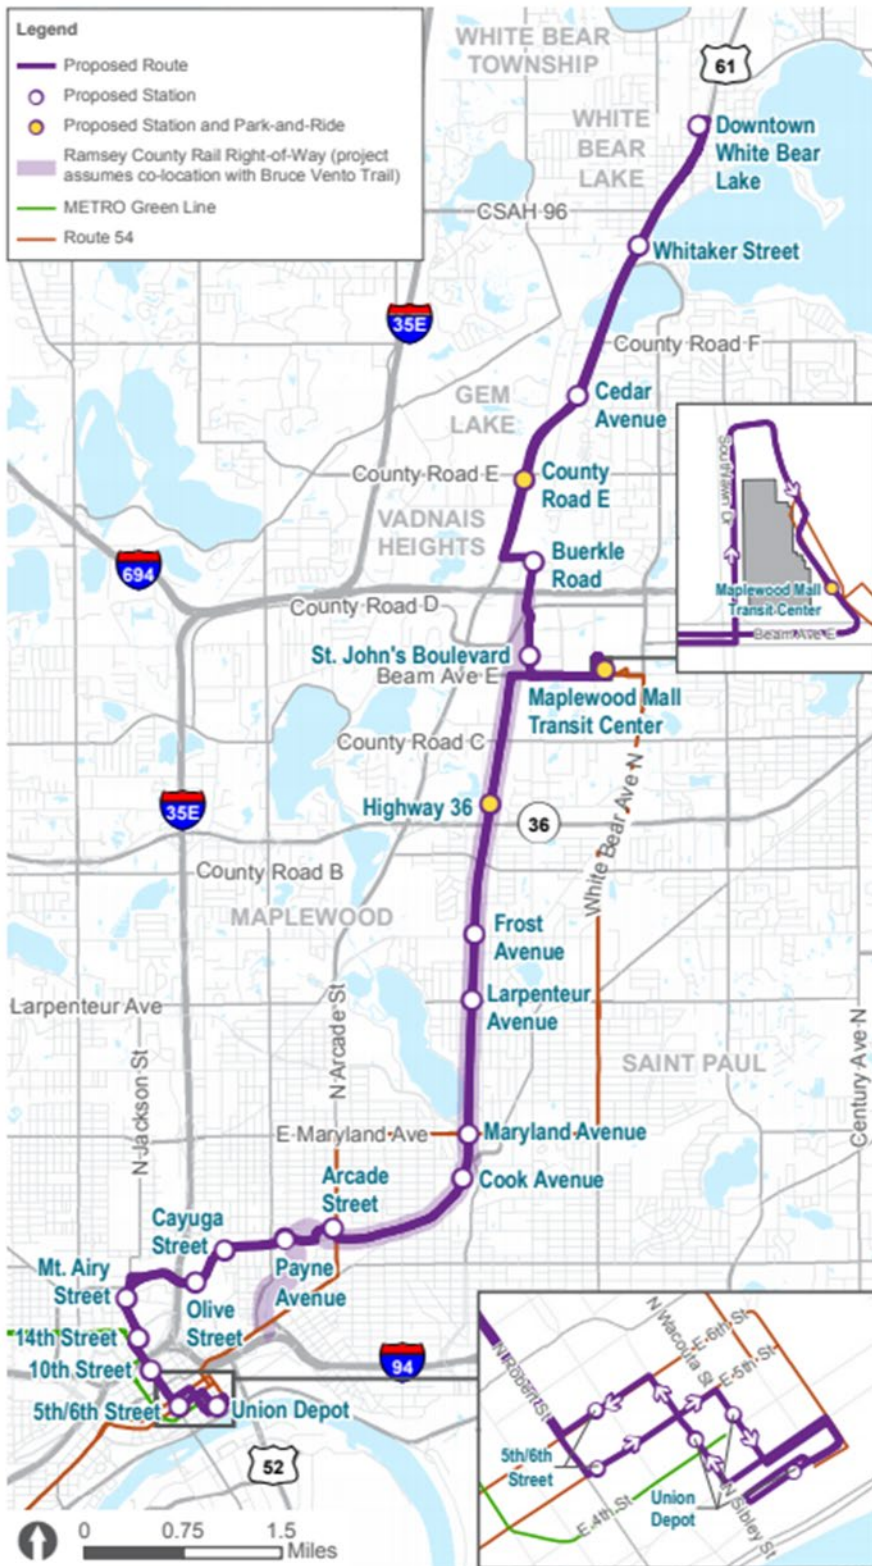 Legend
Proposed Route
Proposed Station
Proposed Station and Park-and-Ride
Ramsey County Rail Right-of-Way (project
assumes co-location with Bruce Vento Trail)
METRO Green Line
Route 54
WHITE BEAR
TOWNSHIP
61
WHITE
BEAR
LAKE
Downtown
White Bear
Lake
CSAH 96
Whitaker Street
35E
County Road F
GEM
LAKE
Cedar
Avenue
County Road E
County
Road E
VADNAIS
HEIGHTS
Buerkle
Road
694
County Road D
Southlawn Dr
Maplewood Mall
Transit Center
Beam Ave E
St. John's Boulevard
Beam Ave E
Maplewood Mall
Transit Center
County Road C
Highway 36
36
35E
White Bear Ave N
County Road B
MAPLEWOOD
Frost
Avenue
Larpenteur Ave
Larpenteur
Avenue
N Arcade St
SAINT PAUL
Century Ave N
N Jackson St
E Maryland Ave
Maryland Avenue
Cook Avenue
Arcade
Street
Cayuga
Street
Payne
Avenue
Mt. Airy
Street
Olive
Street
14th Street
10th Street
94
5th/6th Street
Union Depot
52
N Robert St
N Wacouta St
E 6th St
E 5th St
5th/6th
Street
E 4th St
Union
Depot
N Sibley St
0 0.75 1.5
Miles